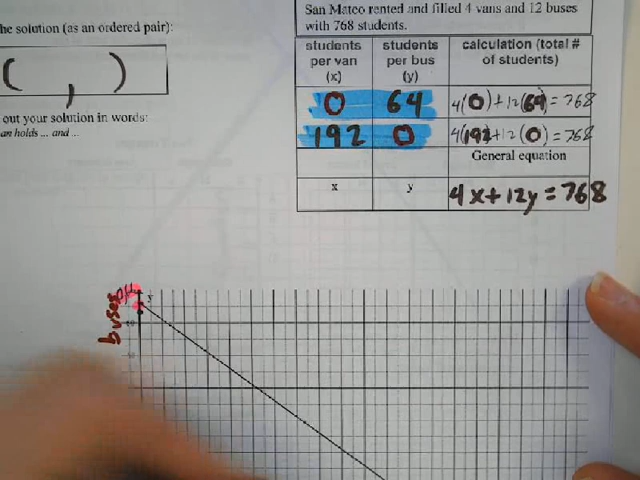 San Mateo rented and filled 4 vans and 12 buses
with 768 students.
he solution (as an ordered pair):
( , )
out your solution in words:
an holds ... and ...
students per van (x)
students per bus (y)
calculation (total # of students)
0
64
4(0)+12(64)=768
192
0
4(192)+12(0)=768
General equation
x
y
4x+12y=768
buses
y